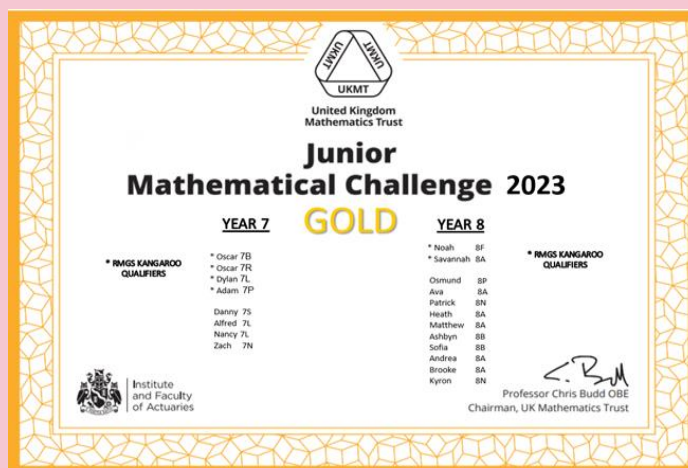 UKMT
UKMT
UKMT
United Kingdom
Mathematics Trust
Junior
Mathematical Challenge 2023
GOLD
YEAR 7
* RMGS KANGAROO
QUALIFIERS
* Oscar 7B
* Oscar 7R
* Dylan 7L
* Adam 7P
Danny 7S
Alfred 7L
Nancy 7L
Zach 7N
YEAR 8
* Noah 8F
* Savannah 8A
Osmund 8P
Ava 8A
Patrick 8N
Heath 8A
Matthew 8A
Ashbyn 8B
Sofia 8B
Andrea 8A
Brooke 8A
Kyron 8N
* RMGS KANGAROO
QUALIFIERS
Institute
and Faculty
of Actuaries
Professor Chris Budd OBE
Chairman, UK Mathematics Trust